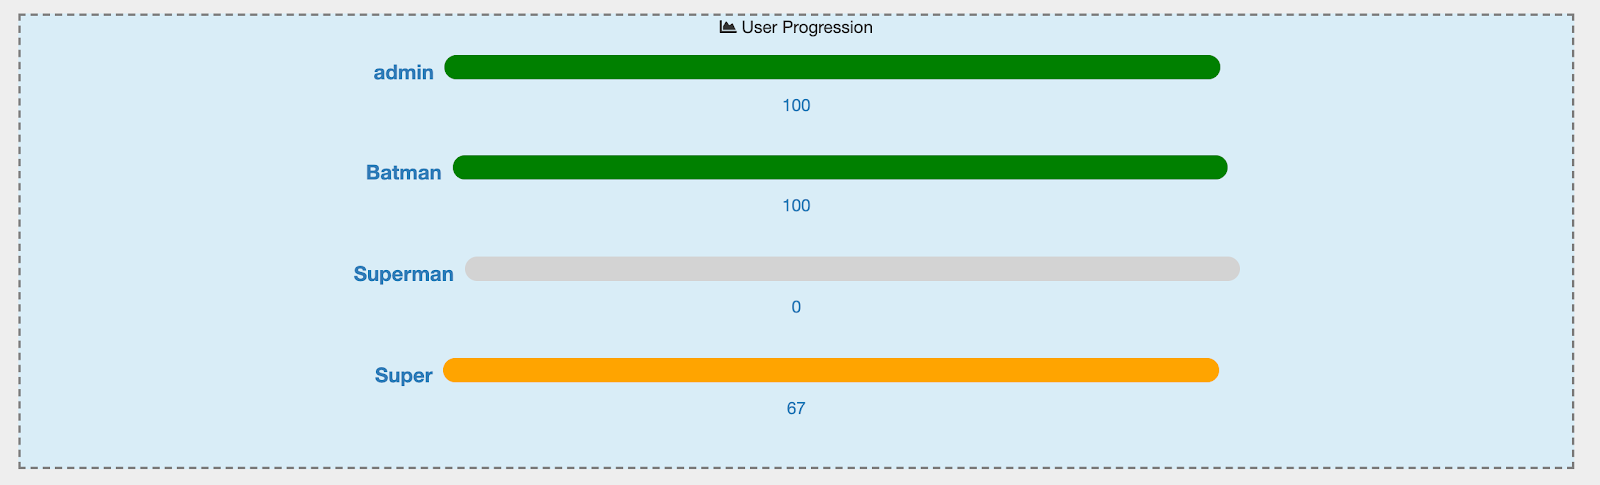 User Progression
admin
100
Batman
100
Superman
0
Super
67